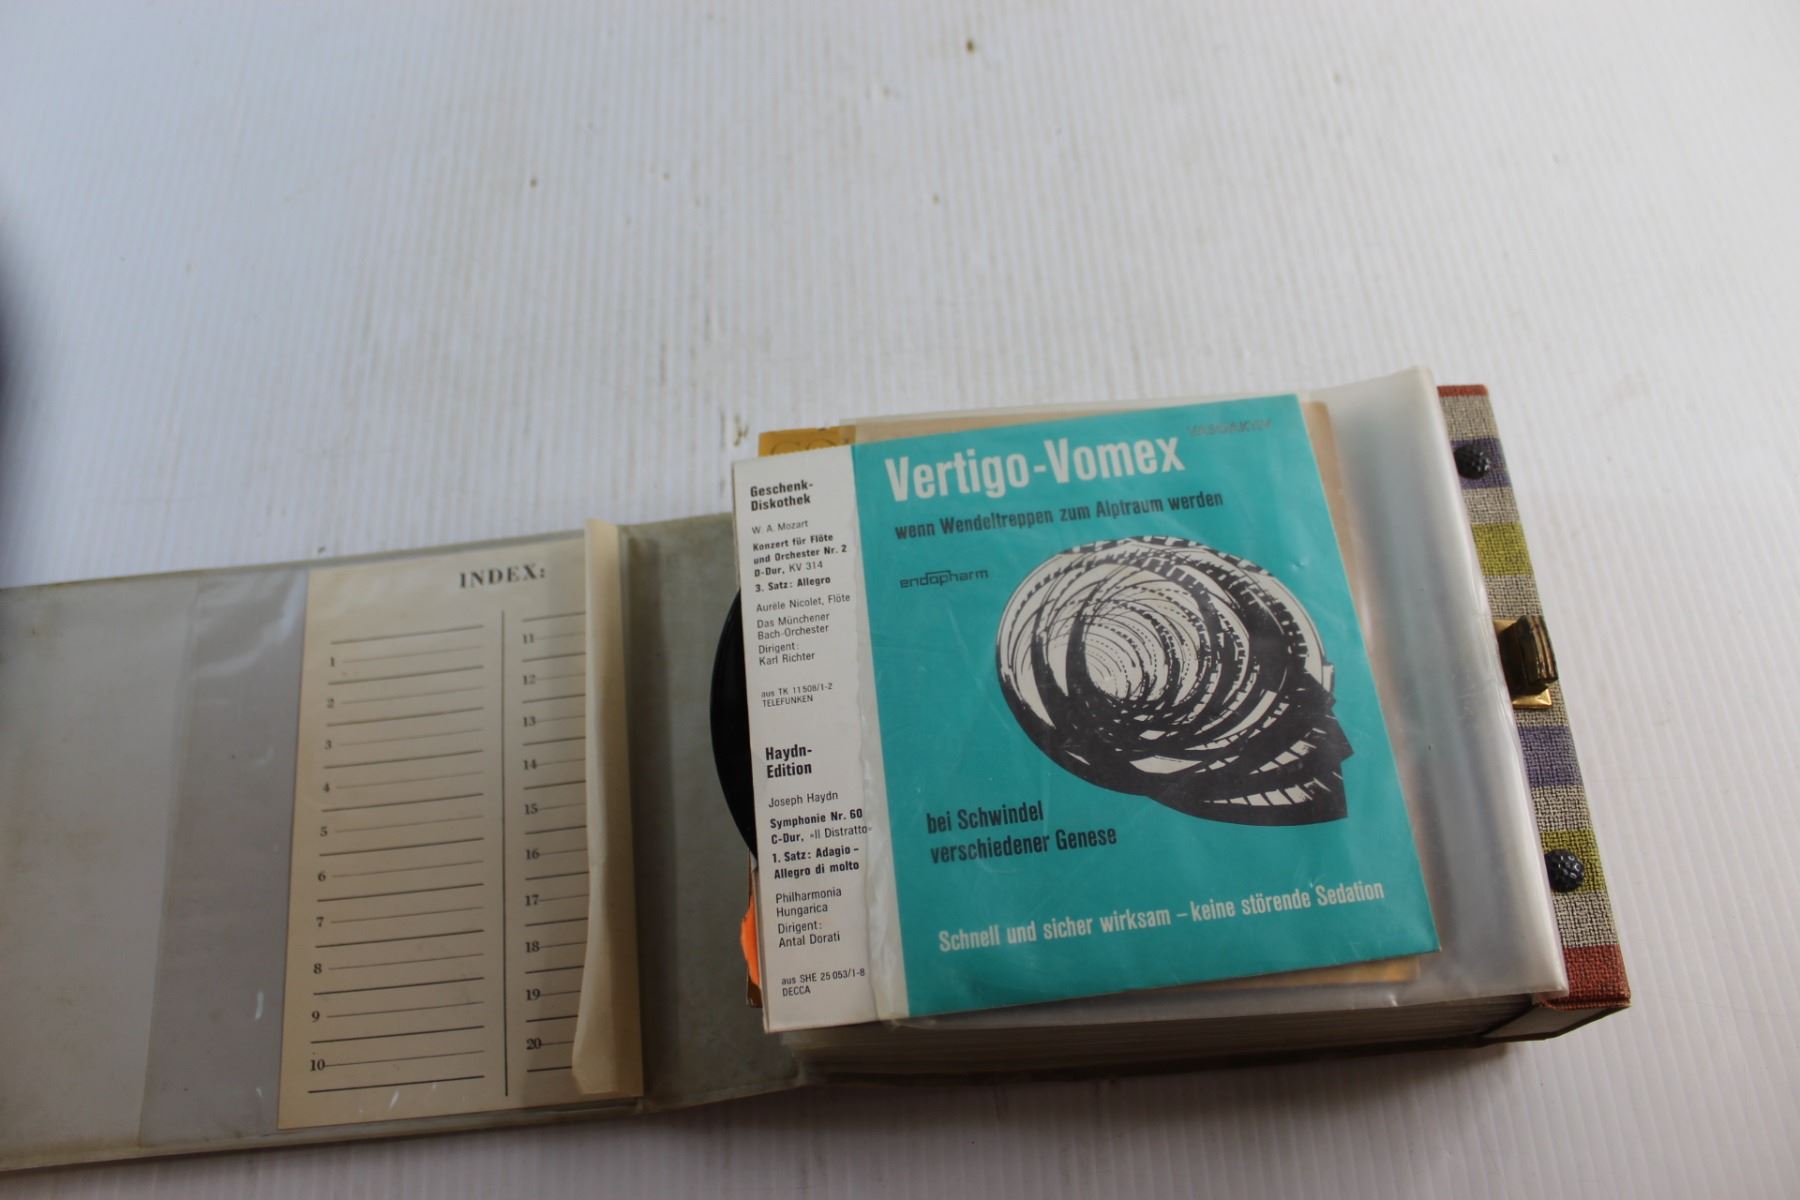 INDEX:
1
2
3
4
5
6
7
8
9
10
11
12
13
14
15
16
17
18
19
20
Geschenk-
Diskothek
W. A. Mozart
Konzert für Flöte
und Orchester Nr. 2
D-Dur, KV 314
3. Satz: Allegro
Aurèle Nicolet, Flöte
Das Münchener
Bach-Orchester
Dirigent:
Karl Richter
aus TK 11508/1-2
TELEFUNKEN
Haydn-
Edition
Joseph Haydn
Symphonie Nr. 60
C-Dur, »Il Distratto«
1. Satz: Adagio –
Allegro di molto
Philharmonia
Hungarica
Dirigent:
Antal Dorati
aus SHE 25 053/1-8
DECCA
Vertigo-Vomex
wenn Wendeltreppen zum Alptraum werden
endopharm
bei Schwindel
verschiedener Genese
Schnell und sicher wirksam – keine störende Sedation